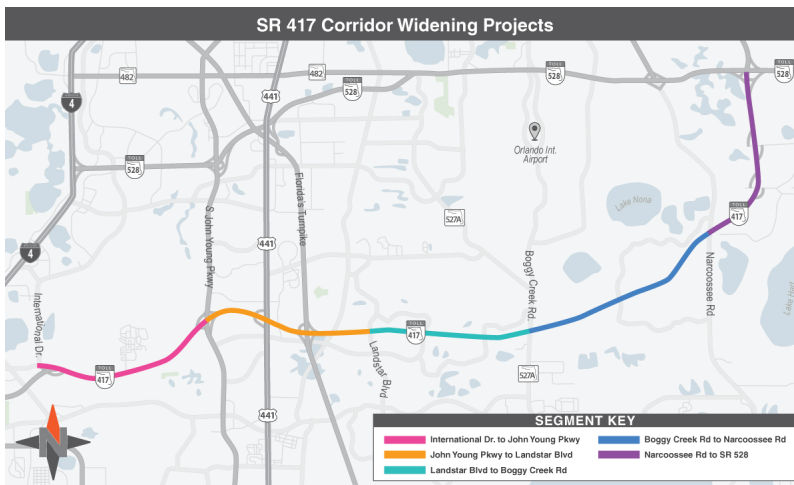 SR 417 Corridor Widening Projects
482
482
TOLL
528
TOLL
528
TOLL
528
4
441
TOLL
528
Orlando Int.
Airport
S John Young Pkwy
Florida's Turnpike
527A
Lake Nona
TOLL
417
4
441
Boggy Creek Rd.
Narcoossee Rd
Lake Hart
International Dr.
TOLL
417
TOLL
417
Landstar Blvd
527A
441
N
SEGMENT KEY
International Dr. to John Young Pkwy
John Young Pkwy to Landstar Blvd
Landstar Blvd to Boggy Creek Rd
Boggy Creek Rd to Narcoossee Rd
Narcoossee Rd to SR 528